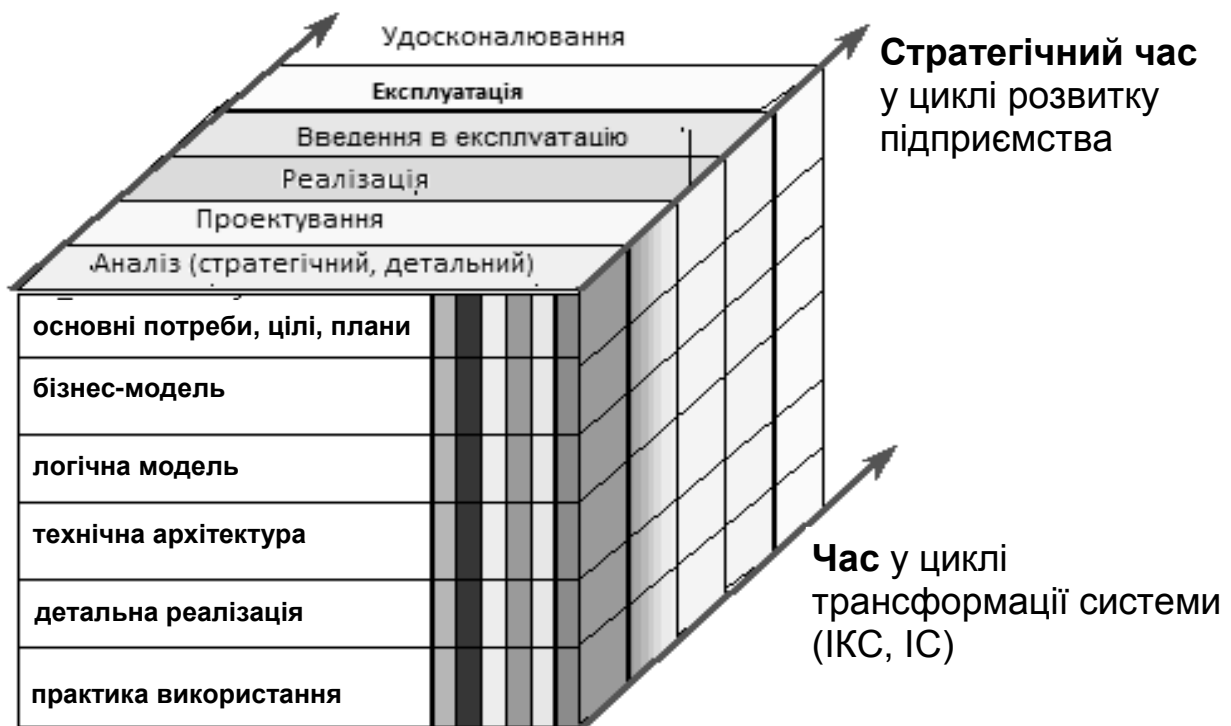 Удосконалювання
Стратегічний час
у циклі розвитку
підприємства
Експлуатація
Введення в експлуатацію
Реалізація
Проектування
Аналіз (стратегічний, детальний)
основні потреби, цілі, плани
бізнес-модель
логічна модель
технічна архітектура
детальна реалізація
практика використання
Час у циклі
трансформації системи
(ІКС, ІС)